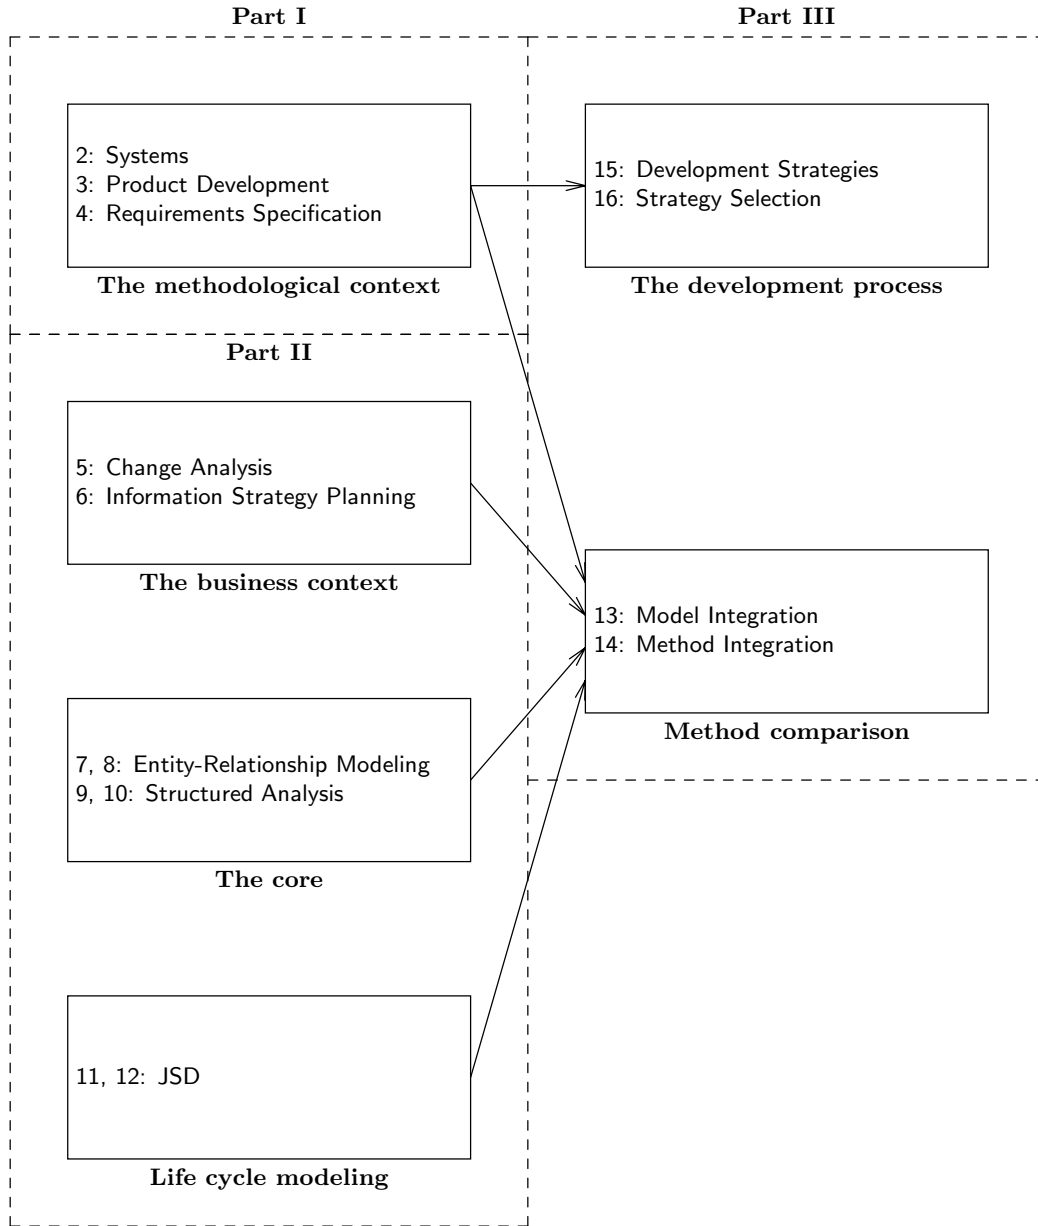 Part I
2: Systems
3: Product Development
4: Requirements Specification
The methodological context
Part II
5: Change Analysis
6: Information Strategy Planning
The business context
7, 8: Entity-Relationship Modeling
9, 10: Structured Analysis
The core
11, 12: JSD
Life cycle modeling
Part III
15: Development Strategies
16: Strategy Selection
The development process
13: Model Integration
14: Method Integration
Method comparison